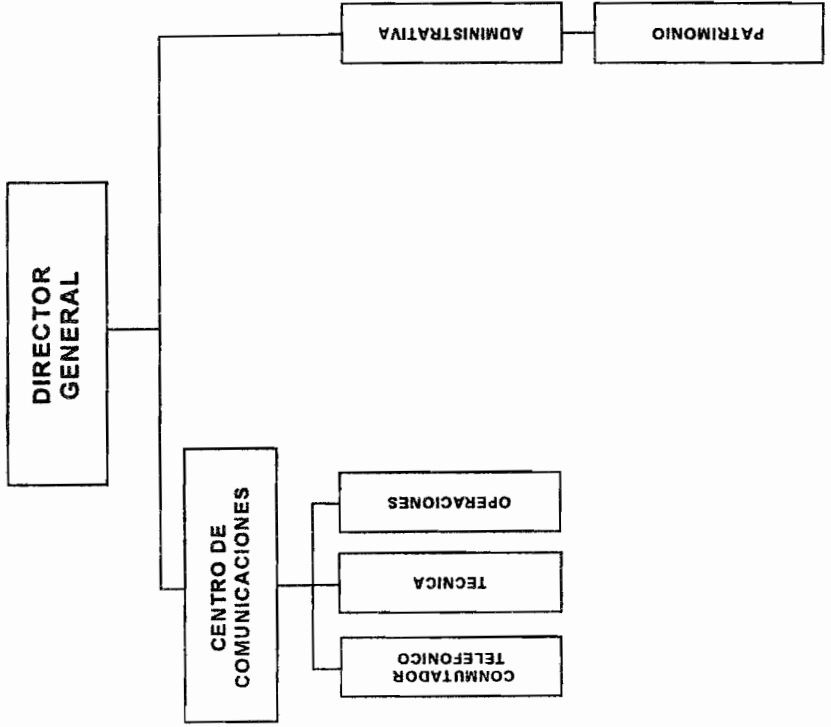 DIRECTOR
GENERAL
CENTRO DE
COMUNICACIONES
CONMUTADOR
TELEFONICO
TECNICA
OPERACIONES
ADMINISTRATIVA
PATRIMONIO